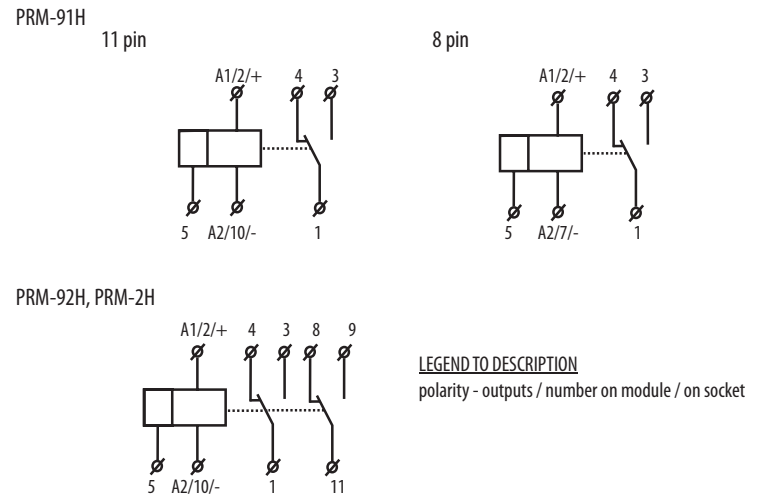 PRM-91H
11 pin
8 pin
A1/2/+ 4 3
A1/2/+ 4 3
5 A2/10/- 1
5 A2/7/- 1
PRM-92H, PRM-2H
A1/2/+ 4 3 8 9
LEGEND TO DESCRIPTION
polarity - outputs / number on module / on socket
5 A2/10/- 1 11